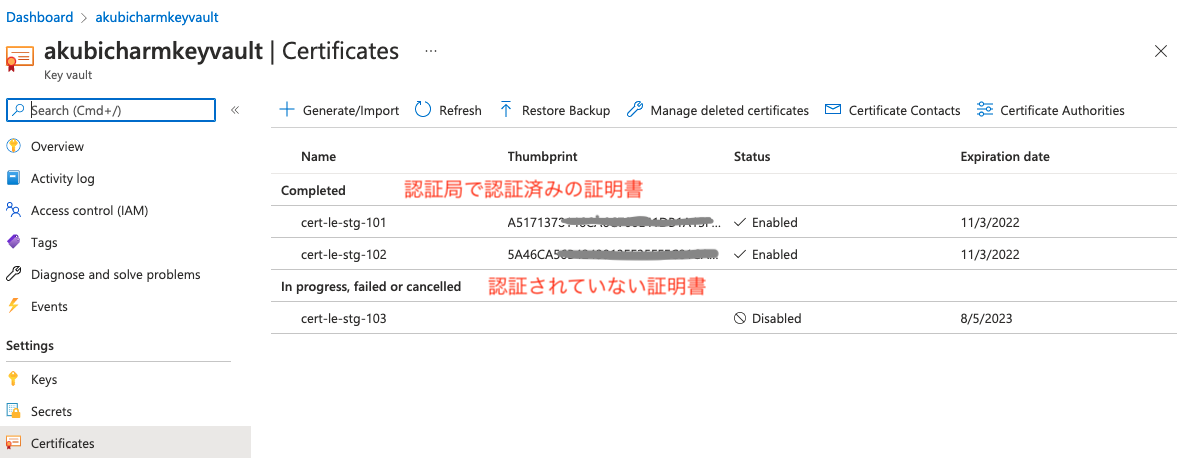 Dashboard > akubicharmkeyvault
akubicharmkeyvault | Certificates ...
Key vault
Search (Cmd+/) «
Overview
Activity log
Access control (IAM)
Tags
Diagnose and solve problems
Events
Settings
Keys
Secrets
Certificates
Generate/Import Refresh Restore Backup Manage deleted certificates Certificate Contacts Certificate Authorities
Name Thumbprint Status Expiration date
Completed 認証局で認証済みの証明書
cert-le-stg-101 A517137 Enabled 11/3/2022
cert-le-stg-102 5A46CA5 Enabled 11/3/2022
In progress, failed or cancelled 認証されていない証明書
cert-le-stg-103 Disabled 8/5/2023